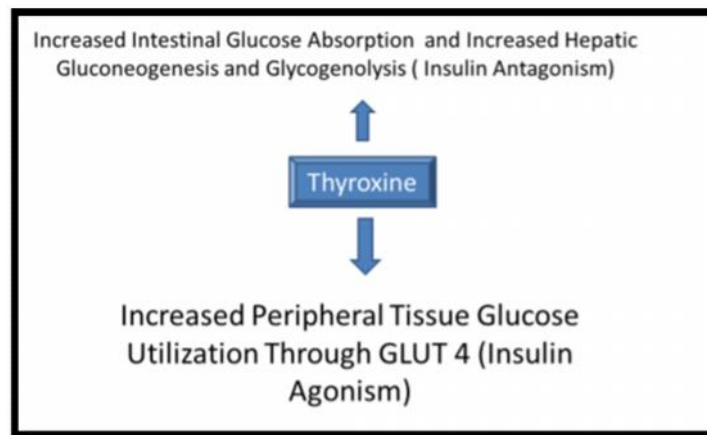 Increased Intestinal Glucose Absorption and Increased Hepatic
Gluconeogenesis and Glycogenolysis ( Insulin Antagonism)
Thyroxine
Increased Peripheral Tissue Glucose
Utilization Through GLUT 4 (Insulin
Agonism)